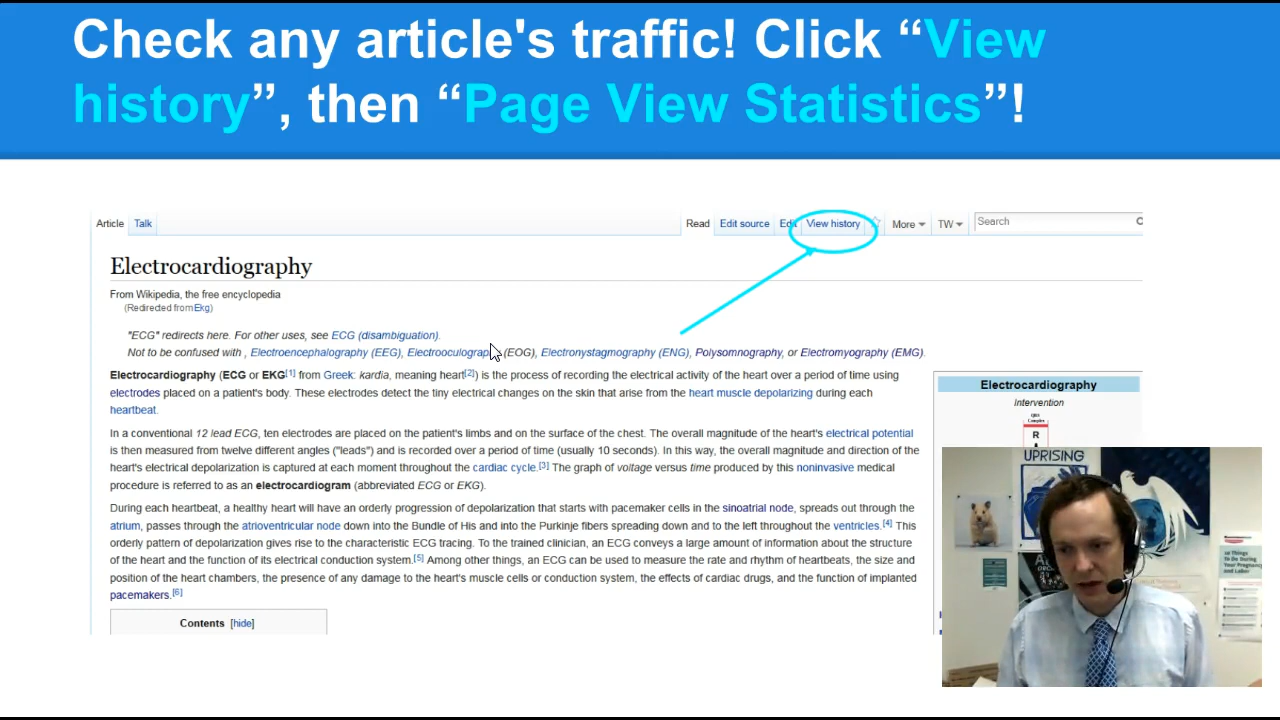 Check any article's traffic! Click “View
history”, then “Page View Statistics”!
Article Talk Read Edit source Edit View history More TW Search
Electrocardiography
From Wikipedia, the free encyclopedia
(Redirected from Ekg)
"ECG" redirects here. For other uses, see ECG (disambiguation).
Not to be confused with , Electroencephalography (EEG), (EOG), Electronystagmography (ENG), Polysomnography, or Electromyography (EMG).
Electrocardiography (ECG or EKG[1] from Greek: kardia, meaning heart[2]) is the process of recording the electrical activity of the heart over a period of time using
electrodes placed on a patient's body. These electrodes detect the tiny electrical changes on the skin that arise from the heart muscle depolarizing during each
heartbeat.
In a conventional 12 lead ECG, ten electrodes are placed on the patient's limbs and on the surface of the chest. The overall magnitude of the heart's electrical potential
is then measured from twelve different angles ("leads") and is recorded over a period of time (usually 10 seconds). In this way, the overall magnitude and direction of the
heart's electrical depolarization is captured at each moment throughout the cardiac cycle.[3] The graph of voltage versus time produced by this noninvasive medical
procedure is referred to as an electrocardiogram (abbreviated ECG or EKG).
During each heartbeat, a healthy heart will have an orderly progression of depolarization that starts with pacemaker cells in the sinoatrial node, spreads out through the
atrium, passes through the atrioventricular node down into the Bundle of His and into the Purkinje fibers spreading down and to the left throughout the ventricles.[4] This
orderly pattern of depolarization gives rise to the characteristic ECG tracing. To the trained clinician, an ECG conveys a large amount of information about the structure
of the heart and the function of its electrical conduction system.[5] Among other things, an ECG can be used to measure the rate and rhythm of heartbeats, the size and
position of the heart chambers, the presence of any damage to the heart's muscle cells or conduction system, the effects of cardiac drugs, and the function of implanted
pacemakers.[6]
Contents [hide]
Electrocardiography
Intervention
QRS
Complex
R
UPRISING
10 Things
To Do During
Your Pregnancy
and Labor